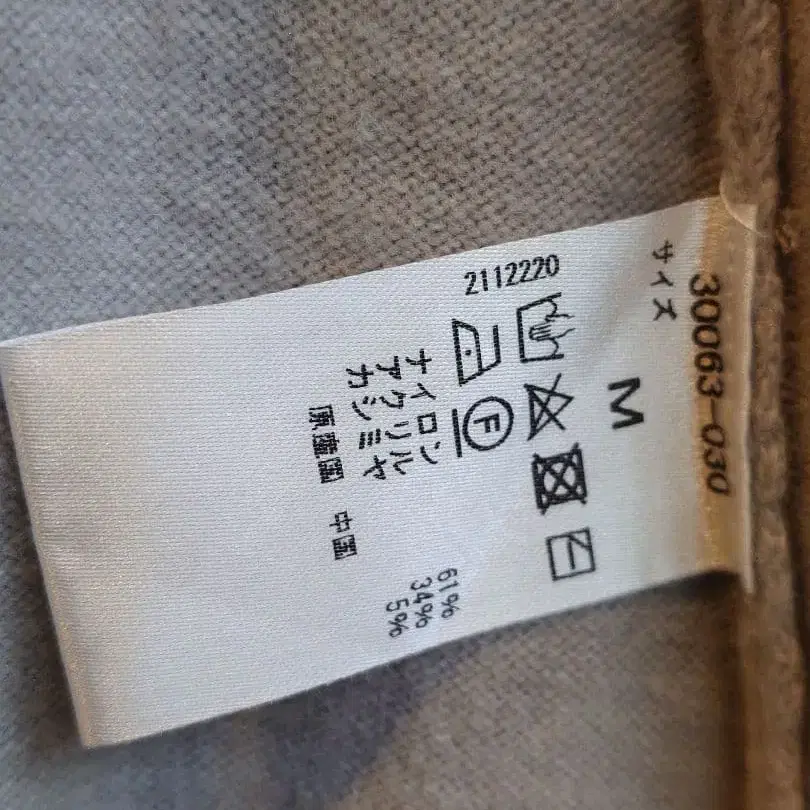 30063-030
サイズ
M
2112220
F
ナイロン 61%
アクリル 34%
カシミヤ 5%
原産国 中国